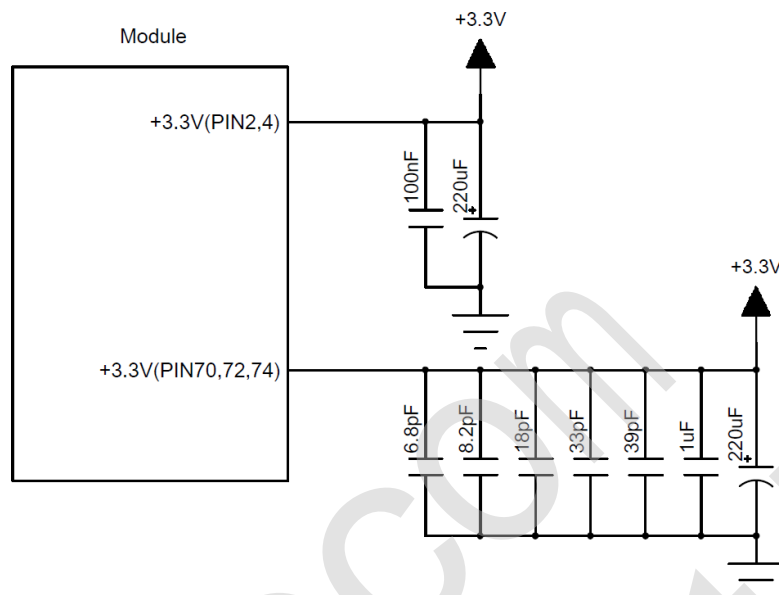 +3.3V
Module
+3.3V(PIN2,4)
100nF
220uF
+
+3.3V
+3.3V(PIN70,72,74)
6.8pF
8.2pF
18pF
33pF
39pF
1uF
220uF
+
com